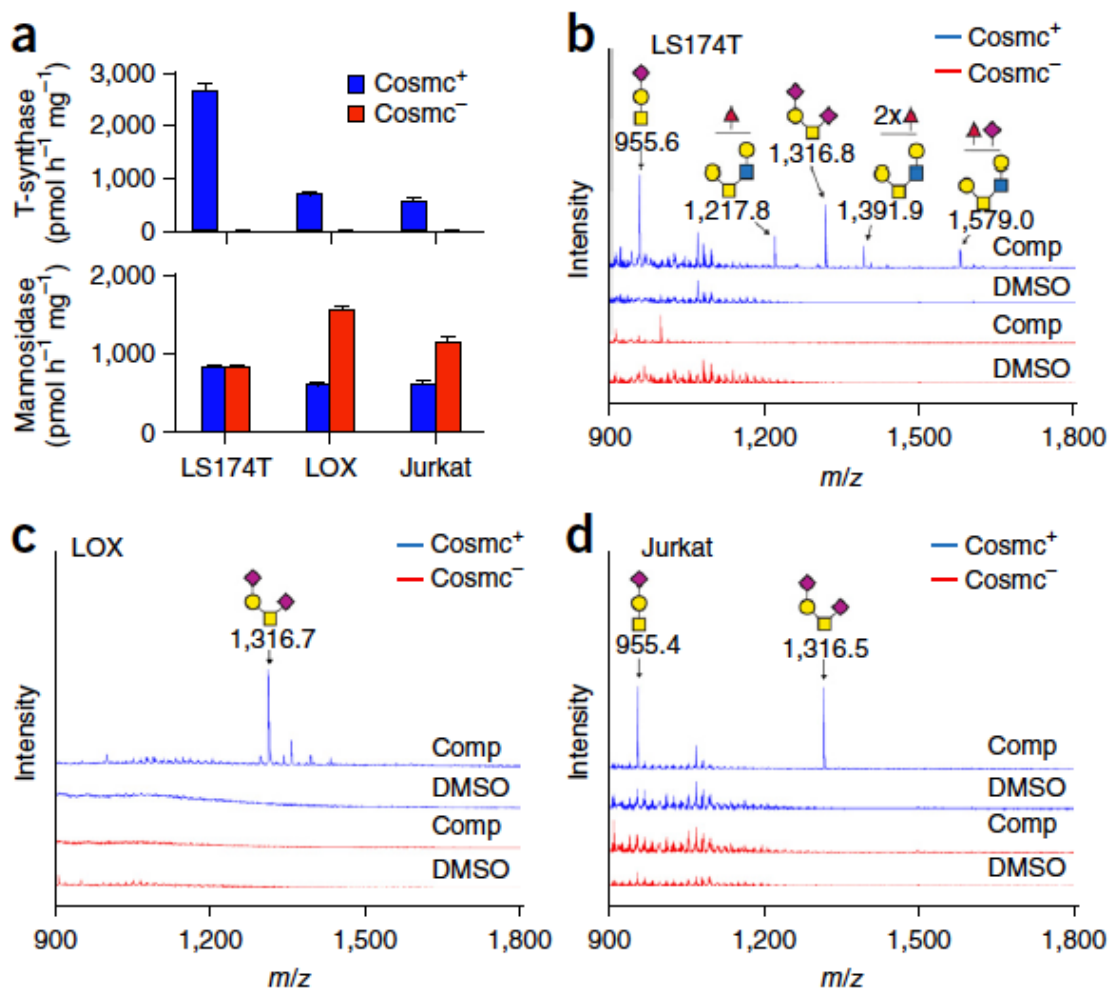 a
T-synthase
(pmol h⁻¹ mg⁻¹)
3,000
2,000
1,000
0
Cosmc⁺
Cosmc⁻
Mannosidase
(pmol h⁻¹ mg⁻¹)
2,000
1,000
0
LS174T LOX Jurkat
b
LS174T
Cosmc⁺
Cosmc⁻
Intensity
955.6
1,217.8
1,316.8
2x
1,391.9
1,579.0
Comp
DMSO
Comp
DMSO
900 1,200 1,500 1,800
m/z
c
LOX
Cosmc⁺
Cosmc⁻
Intensity
1,316.7
Comp
DMSO
Comp
DMSO
900 1,200 1,500 1,800
m/z
d
Jurkat
Cosmc⁺
Cosmc⁻
Intensity
955.4
1,316.5
Comp
DMSO
Comp
DMSO
900 1,200 1,500 1,800
m/z